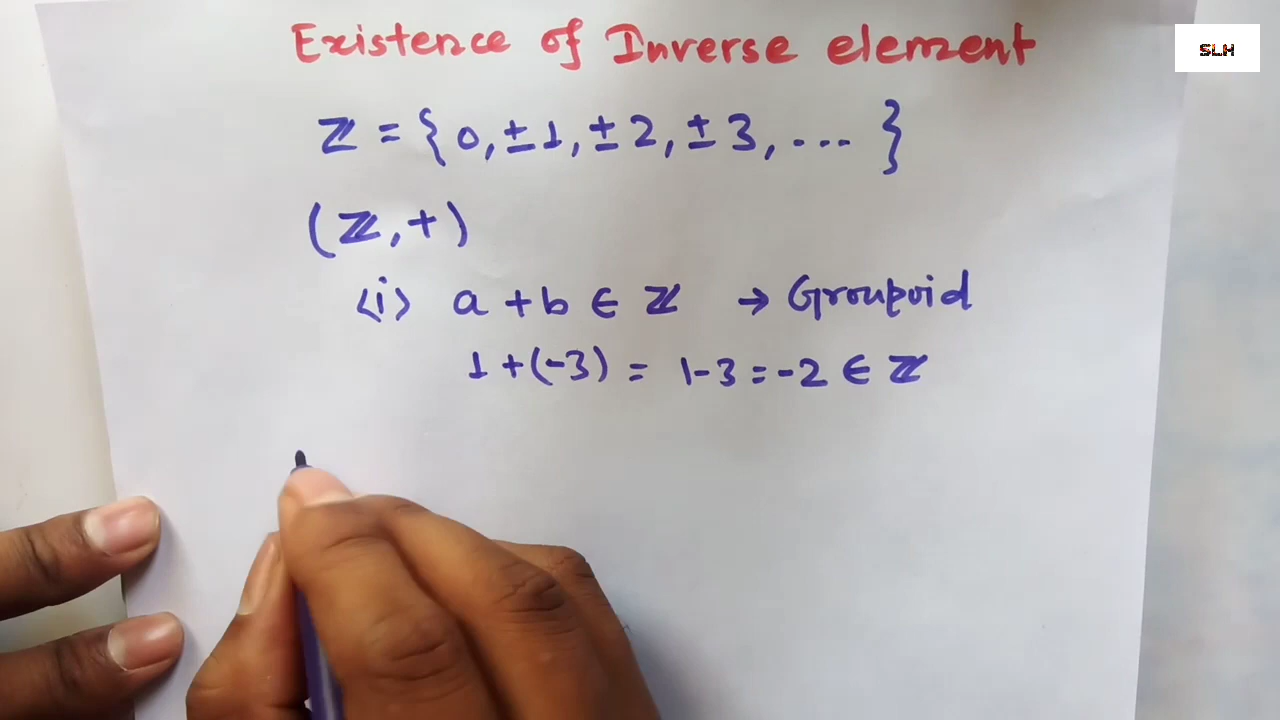 Existence of Inverse element
SLH
ℤ = { 0, ±1, ±2, ±3, ... }
(ℤ, +)
<i> a + b ∈ ℤ → Groupoid
1 + (-3) = 1-3 = -2 ∈ ℤ